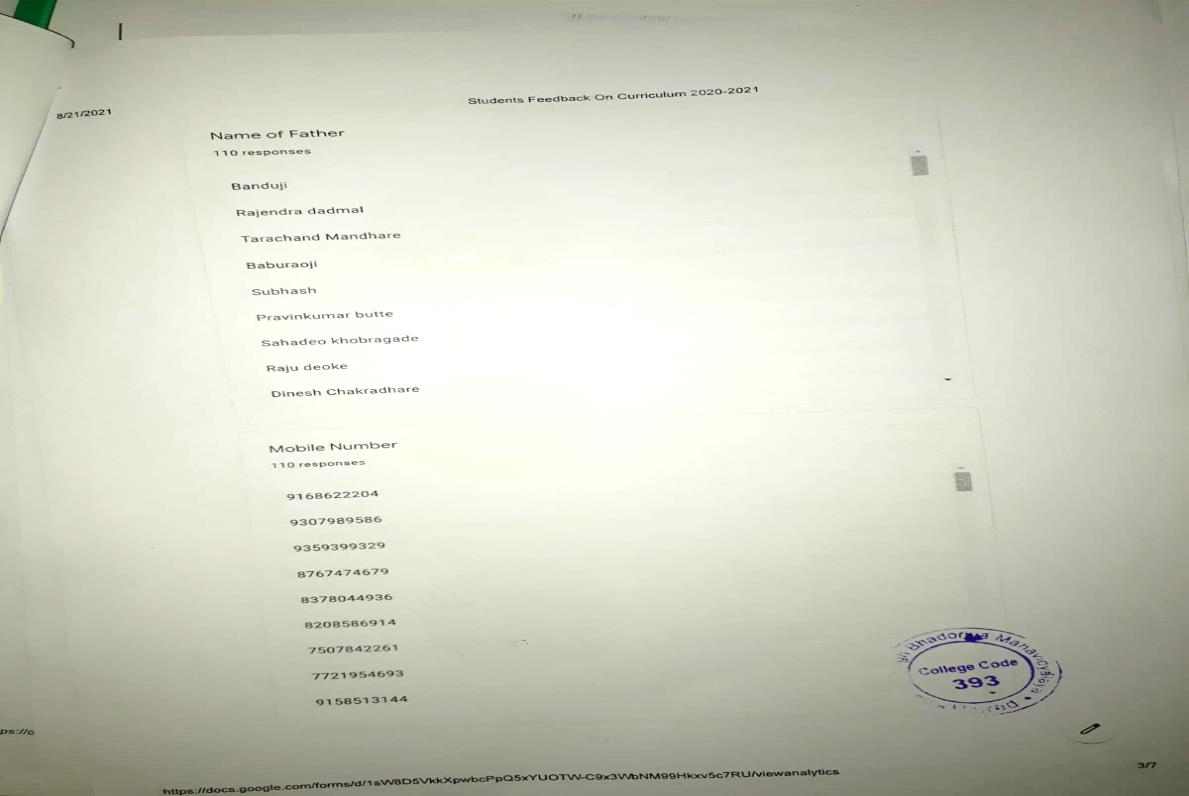 8/21/2021
Students Feedback On Curriculum 2020-2021
Name of Father
110 responses
Banduji
Rajendra dadmal
Tarachand Mandhare
Baburaoji
Subhash
Pravinkumar butte
Sahadeo khobragade
Raju deoke
Dinesh Chakradhare
Mobile Number
110 responses
9168622204
9307989586
9359399329
8767474679
8378044936
8208586914
7507842261
7721954693
9158513144
College Code
393
ps://c
https://docs.google.com/forms/d/1sW8D5VkkXpwbcPpQ5xYUOTW-C9x3WbNM99Hkxv5c7RU/viewanalytics
3/7